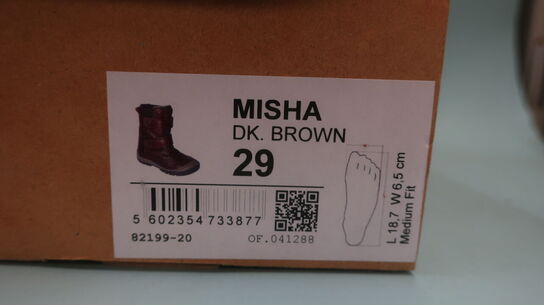 MISHA
DK. BROWN
29
5 602354 733877
82199-20
OF.041288
L 18,7 W 6,5 cm
Medium Fit